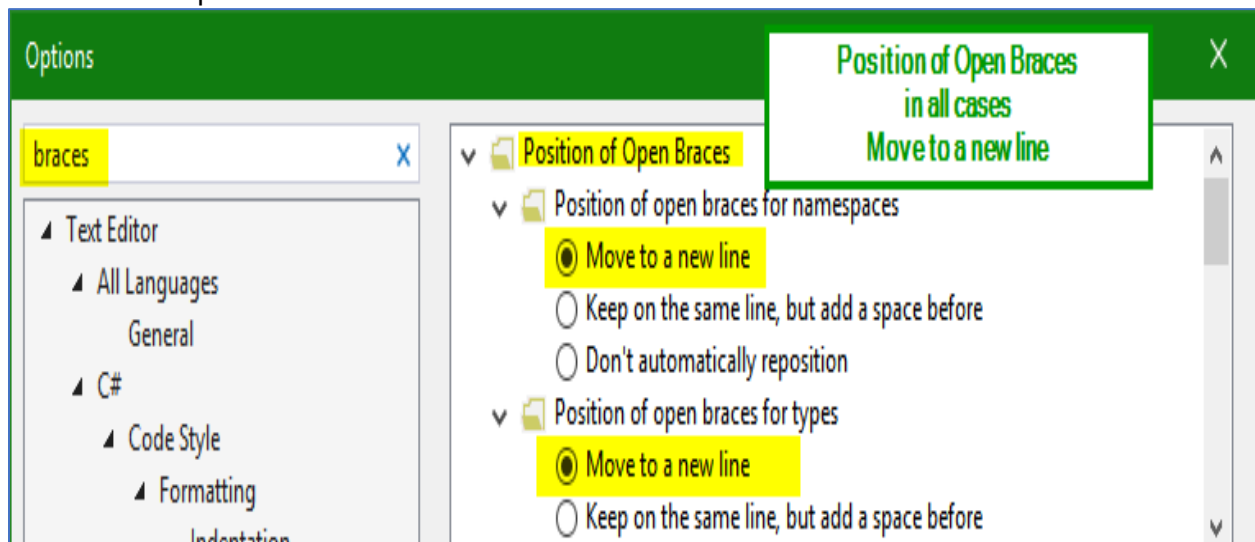 Options
Position of Open Braces
in all cases
Move to a new line
X
braces
x
Text Editor
All Languages
General
C#
Code Style
Formatting
Position of Open Braces
Position of open braces for namespaces
Move to a new line
Keep on the same line, but add a space before
Don't automatically reposition
Position of open braces for types
Move to a new line
Keep on the same line, but add a space before